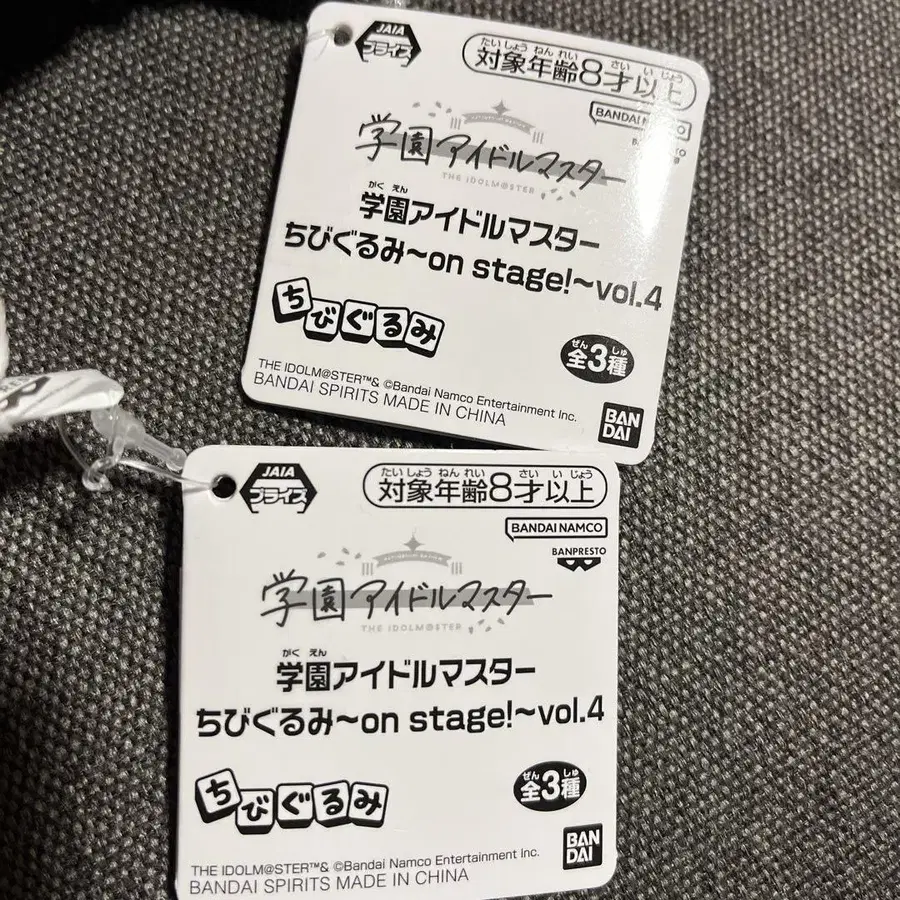 JAIA
プライズ
たいしょうねんれい さい いじょう
対象年齢8才以上
BANDAI NAMCO
学園アイドルマスター
THE IDOLM@STER
がくえん
学園アイドルマスター
ちびぐるみ~on stage!~vol.4
ちびぐるみ
ぜん しゅ
全3種
THE IDOLM@STER™& ©Bandai Namco Entertainment Inc.
BANDAI SPIRITS MADE IN CHINA
BAN
DAI
JAIA
プライズ
たいしょうねんれい さい いじょう
対象年齢8才以上
BANDAI NAMCO
BANPRESTO
学園アイドルマスター
THE IDOLM@STER
がくえん
学園アイドルマスター
ちびぐるみ~on stage!~vol.4
ちびぐるみ
ぜん しゅ
全3種
THE IDOLM@STER™& ©Bandai Namco Entertainment Inc.
BANDAI SPIRITS MADE IN CHINA
BAN
DAI